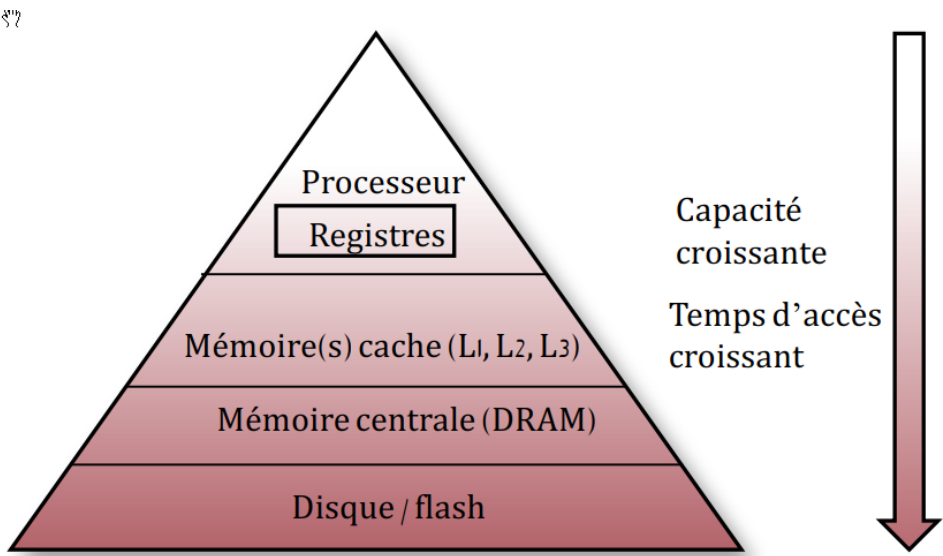 Processeur
Registres
Mémoire(s) cache (L1, L2, L3)
Mémoire centrale (DRAM)
Disque / flash
Capacité
croissante
Temps d’accès
croissant